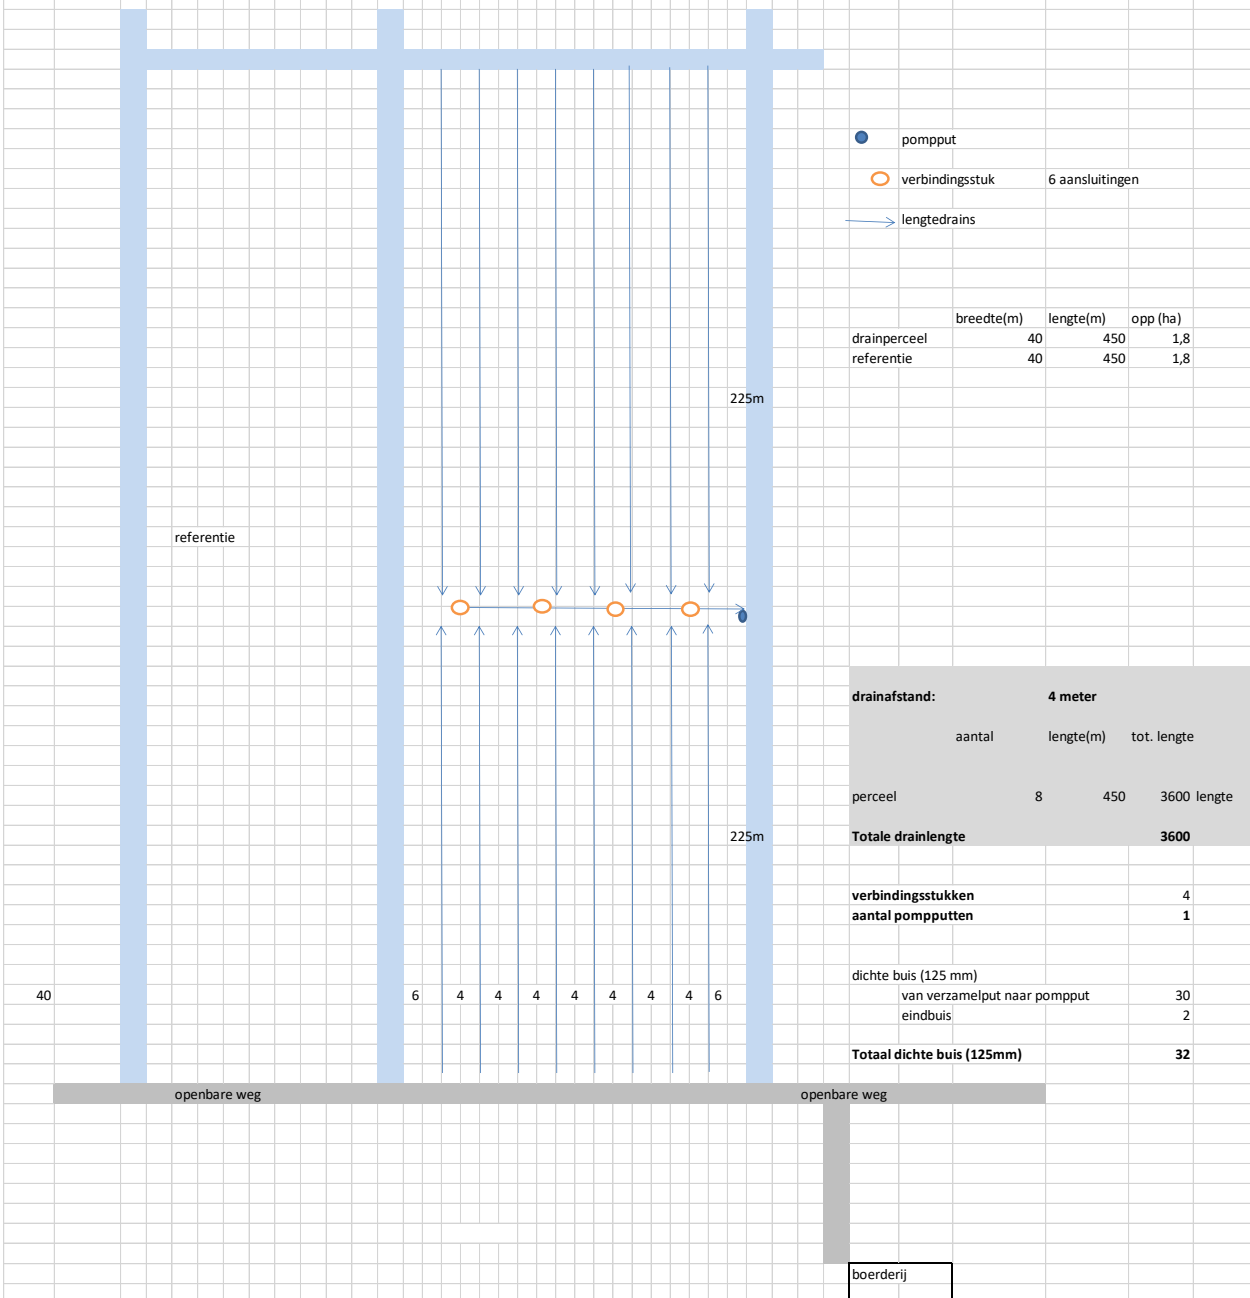 pompput
verbindingsstuk 6 aansluitingen
lengtedrains
breedte(m) lengte(m) opp (ha)
drainperceel 40 450 1,8
referentie 40 450 1,8
225m
referentie
drainafstand: 4 meter
aantal lengte(m) tot. lengte
perceel 8 450 3600 lengte
225m
Totale drainlengte 3600
verbindingsstukken 4
aantal pompputten 1
dichte buis (125 mm)
40 6 4 4 4 4 4 4 4 6
van verzamelput naar pompput 30
eindbuis 2
Totaal dichte buis (125mm) 32
openbare weg openbare weg
boerderij